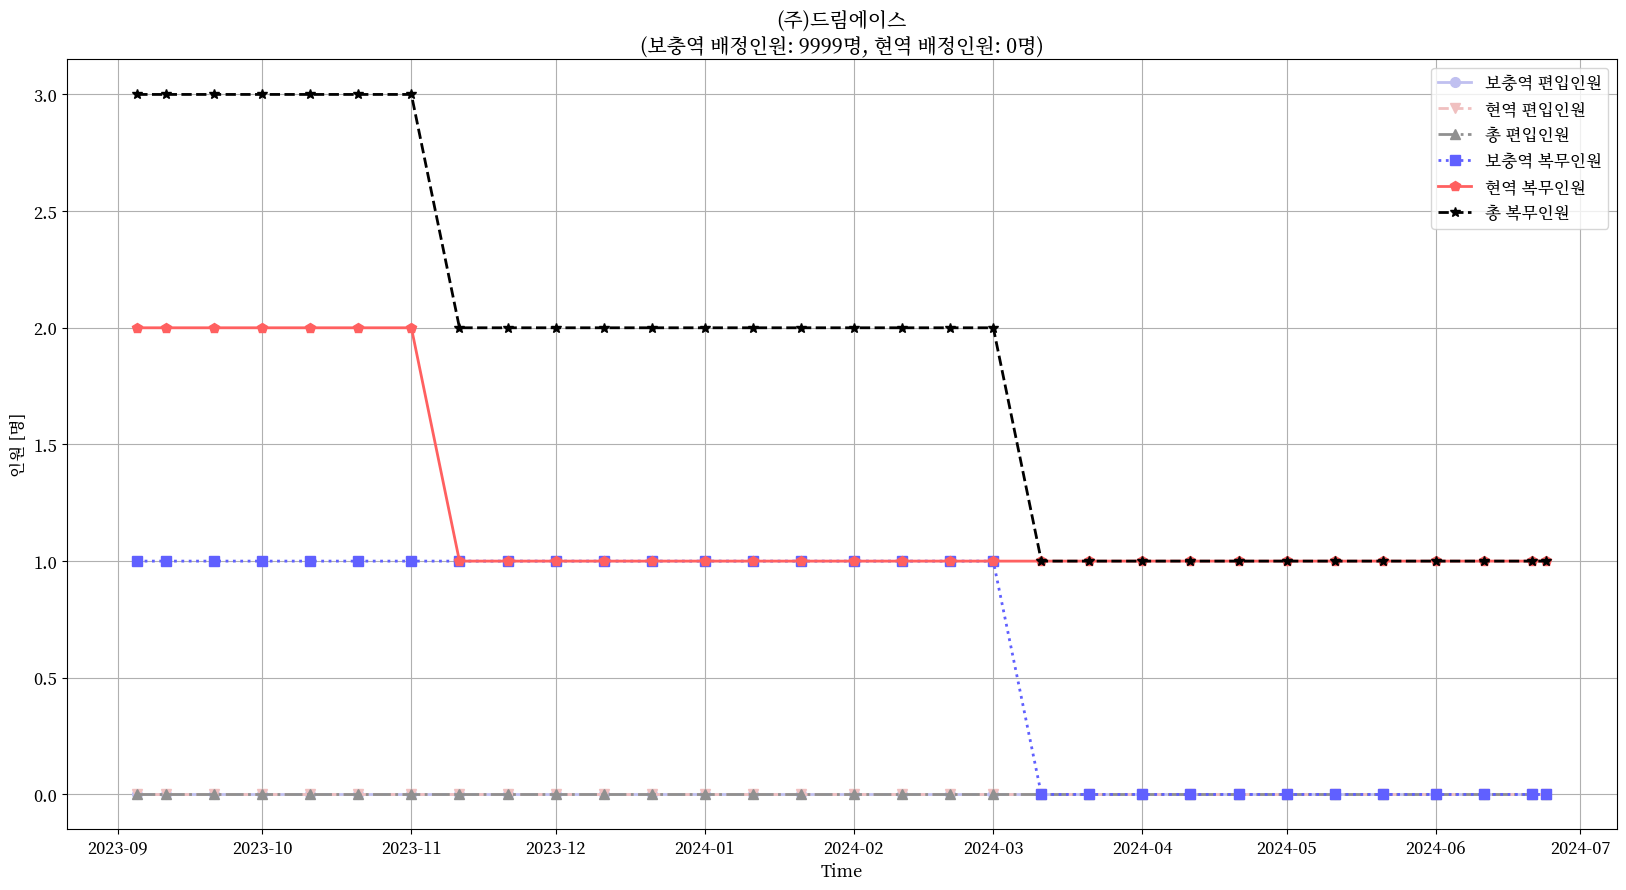 (주)드림에이스
(보충역 배정인원: 9999명, 현역 배정인원: 0명)
보충역 편입인원
현역 편입인원
총 편입인원
보충역 복무인원
현역 복무인원
총 복무인원
인원 [명]
3.0
2.5
2.0
1.5
1.0
0.5
0.0
2023-09 2023-10 2023-11 2023-12 2024-01 2024-02 2024-03 2024-04 2024-05 2024-06 2024-07
Time